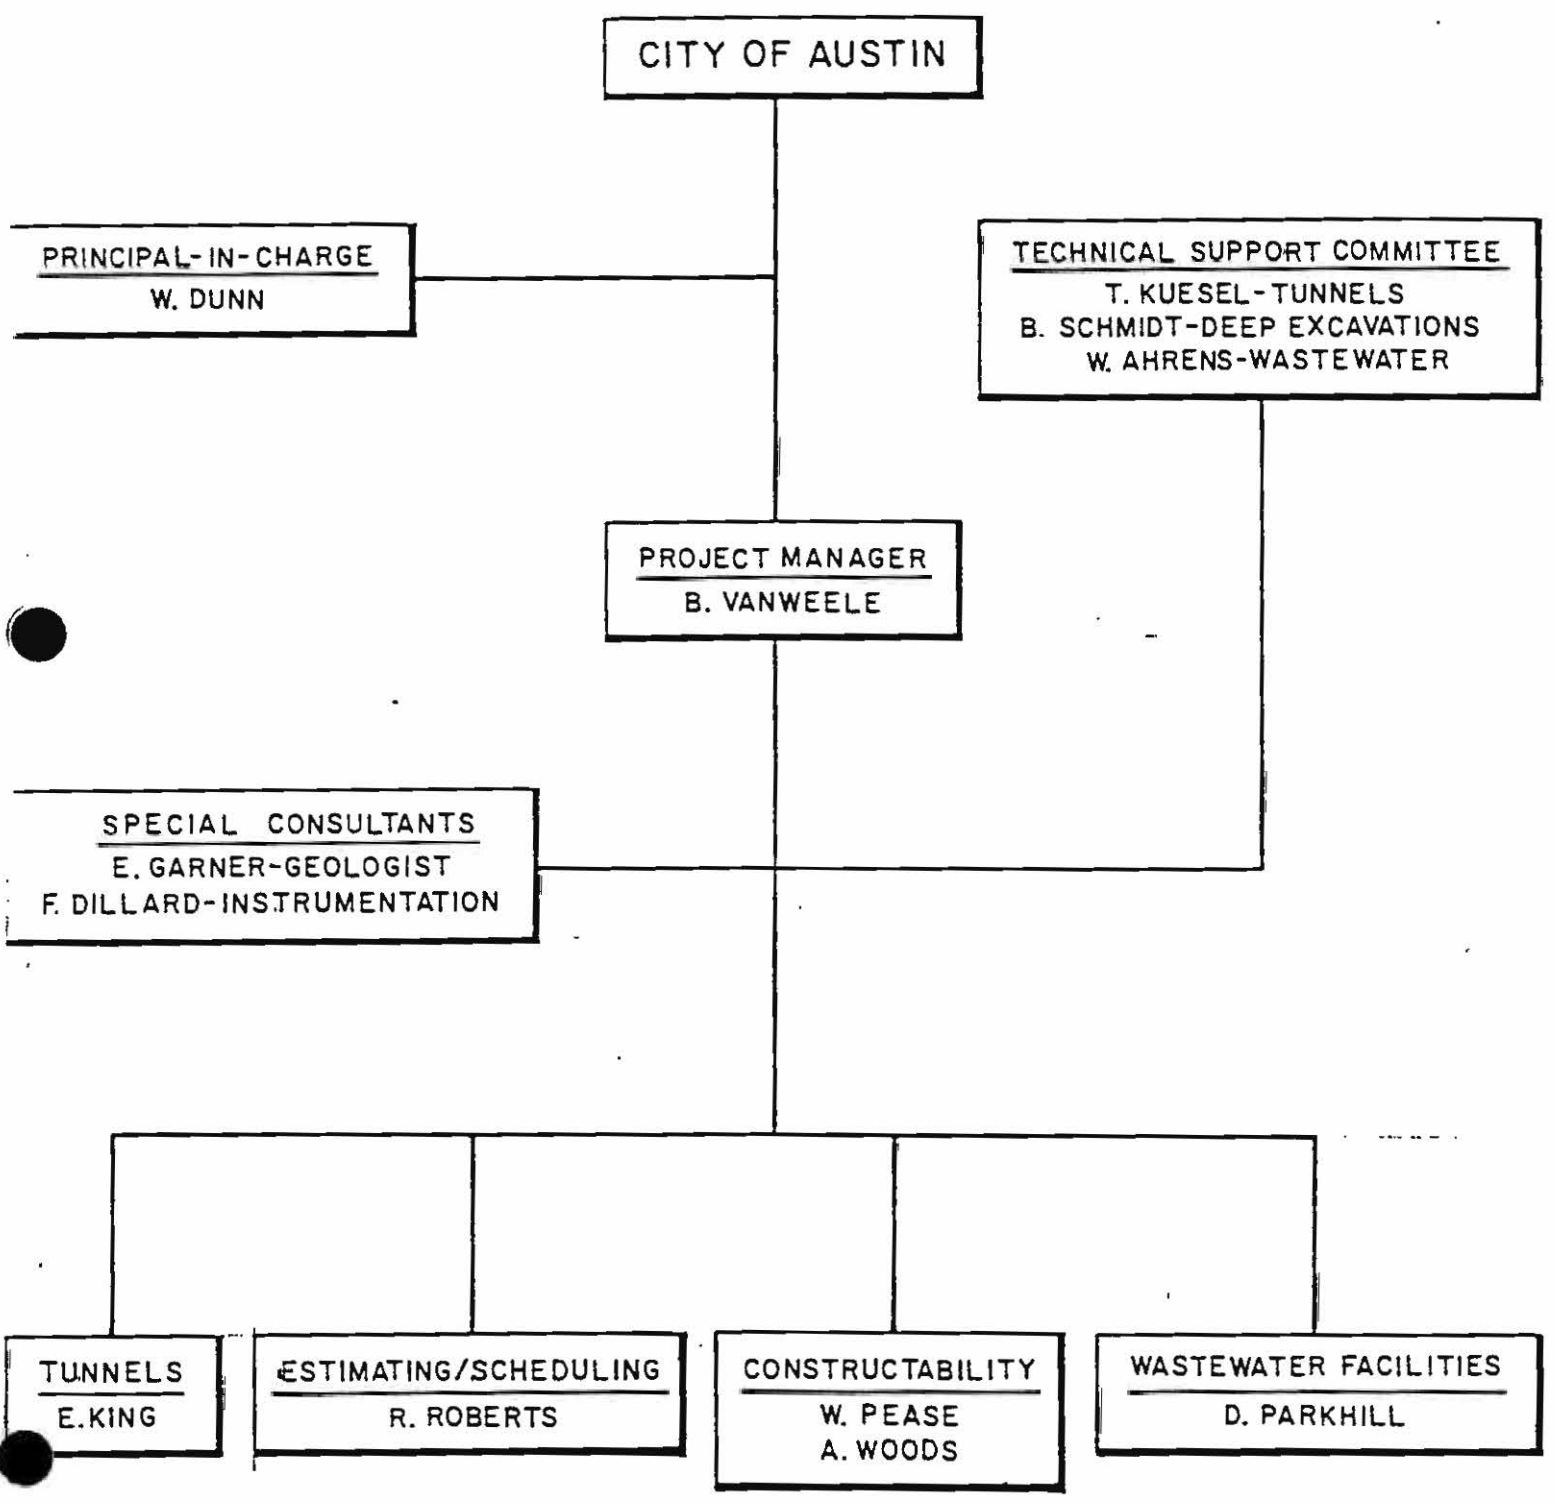 CITY OF AUSTIN
PRINCIPAL-IN-CHARGE
W. DUNN
TECHNICAL SUPPORT COMMITTEE
T. KUESEL-TUNNELS
B. SCHMIDT-DEEP EXCAVATIONS
W. AHRENS-WASTEWATER
PROJECT MANAGER
B. VANWEELE
SPECIAL CONSULTANTS
E. GARNER-GEOLOGIST
F. DILLARD-INSTRUMENTATION
TUNNELS
E. KING
ESTIMATING/SCHEDULING
R. ROBERTS
CONSTRUCTABILITY
W. PEASE
A. WOODS
WASTEWATER FACILITIES
D. PARKHILL